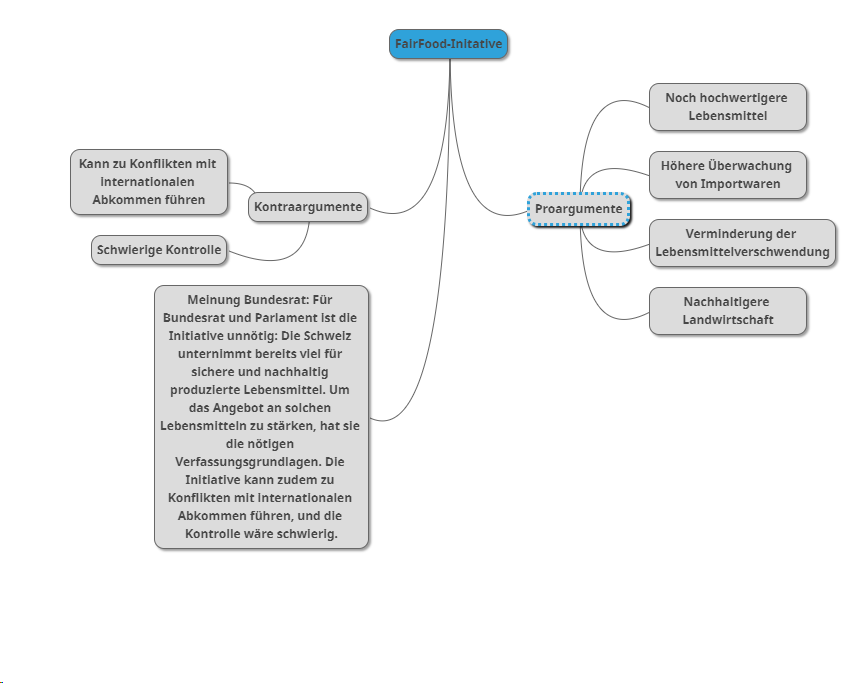 FairFood-Initative
Kontraargumente
Kann zu Konflikten mit
internationalen
Abkommen führen
Schwierige Kontrolle
Meinung Bundesrat: Für
Bundesrat und Parlament ist die
Initiative unnötig: Die Schweiz
unternimmt bereits viel für
sichere und nachhaltig
produzierte Lebensmittel. Um
das Angebot an solchen
Lebensmitteln zu stärken, hat sie
die nötigen
Verfassungsgrundlagen. Die
Initiative kann zudem zu
Konflikten mit internationalen
Abkommen führen, und die
Kontrolle wäre schwierig.
Proargumente
Noch hochwertigere
Lebensmittel
Höhere Überwachung
von Importwaren
Verminderung der
Lebensmittelverschwendung
Nachhaltigere
Landwirtschaft